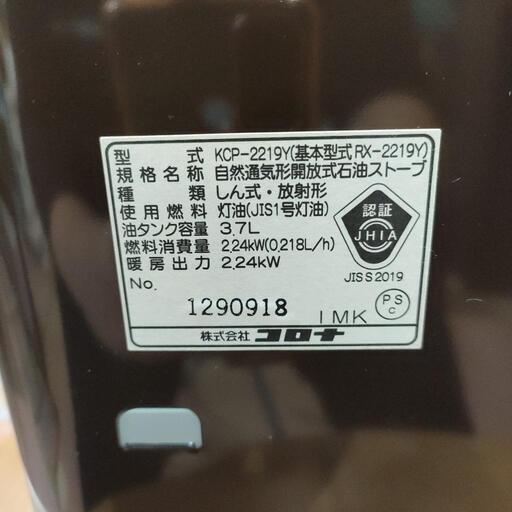 型式 KCP-2219Y(基本型式 RX-2219Y)
規格名称 自然通気形開放式石油ストーブ
種類 しん式・放射形
使用燃料 灯油(JIS1号灯油)
油タンク容量 3.7L
燃料消費量 2.24kW(0.218L/h)
暖房出力 2.24kW
認証
JHIA
JIS S 2019
No.
1290918
1MK
PS
C
株式会社 コロナ